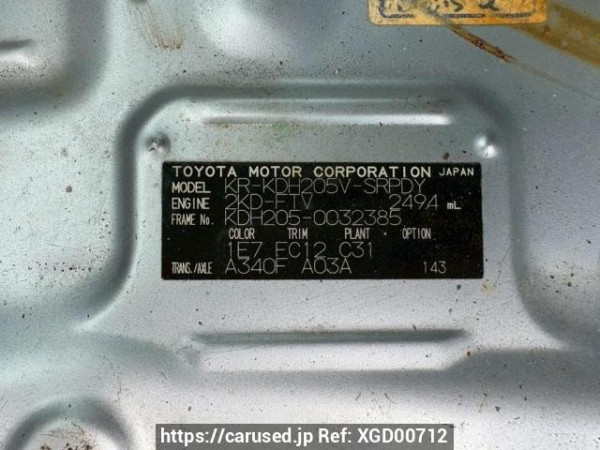 TOYOTA MOTOR CORPORATION JAPAN
MODEL KR-KDH205V-SRPDY
ENGINE 2KD-FTV 2494 mL
FRAME No. KDH205-0032385
COLOR TRIM PLANT • OPTION
1E7 FC12 C31
TRANS./AXLE A340F A03A 143
https://carused.jp Ref: XGD00712